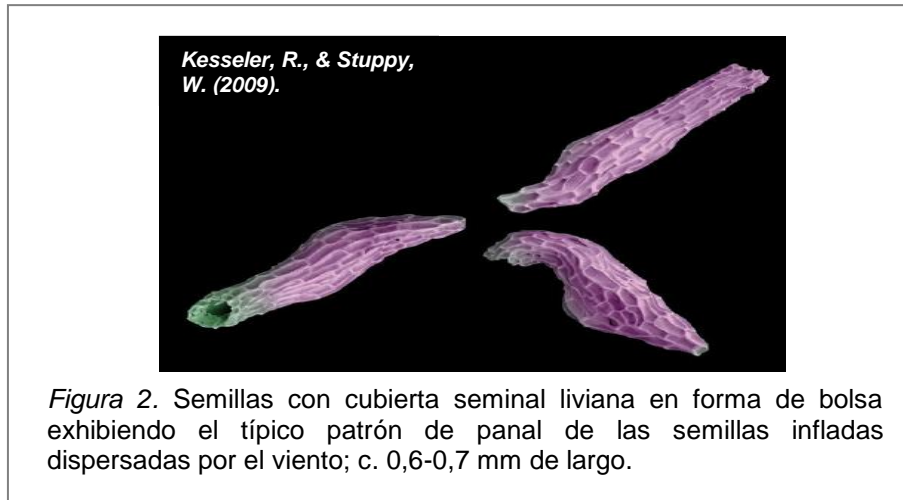 Kesseler, R., & Stuppy,
W. (2009).
Figura 2. Semillas con cubierta seminal liviana en forma de bolsa
exhibiendo el típico patrón de panal de las semillas infladas
dispersadas por el viento; c. 0,6-0,7 mm de largo.